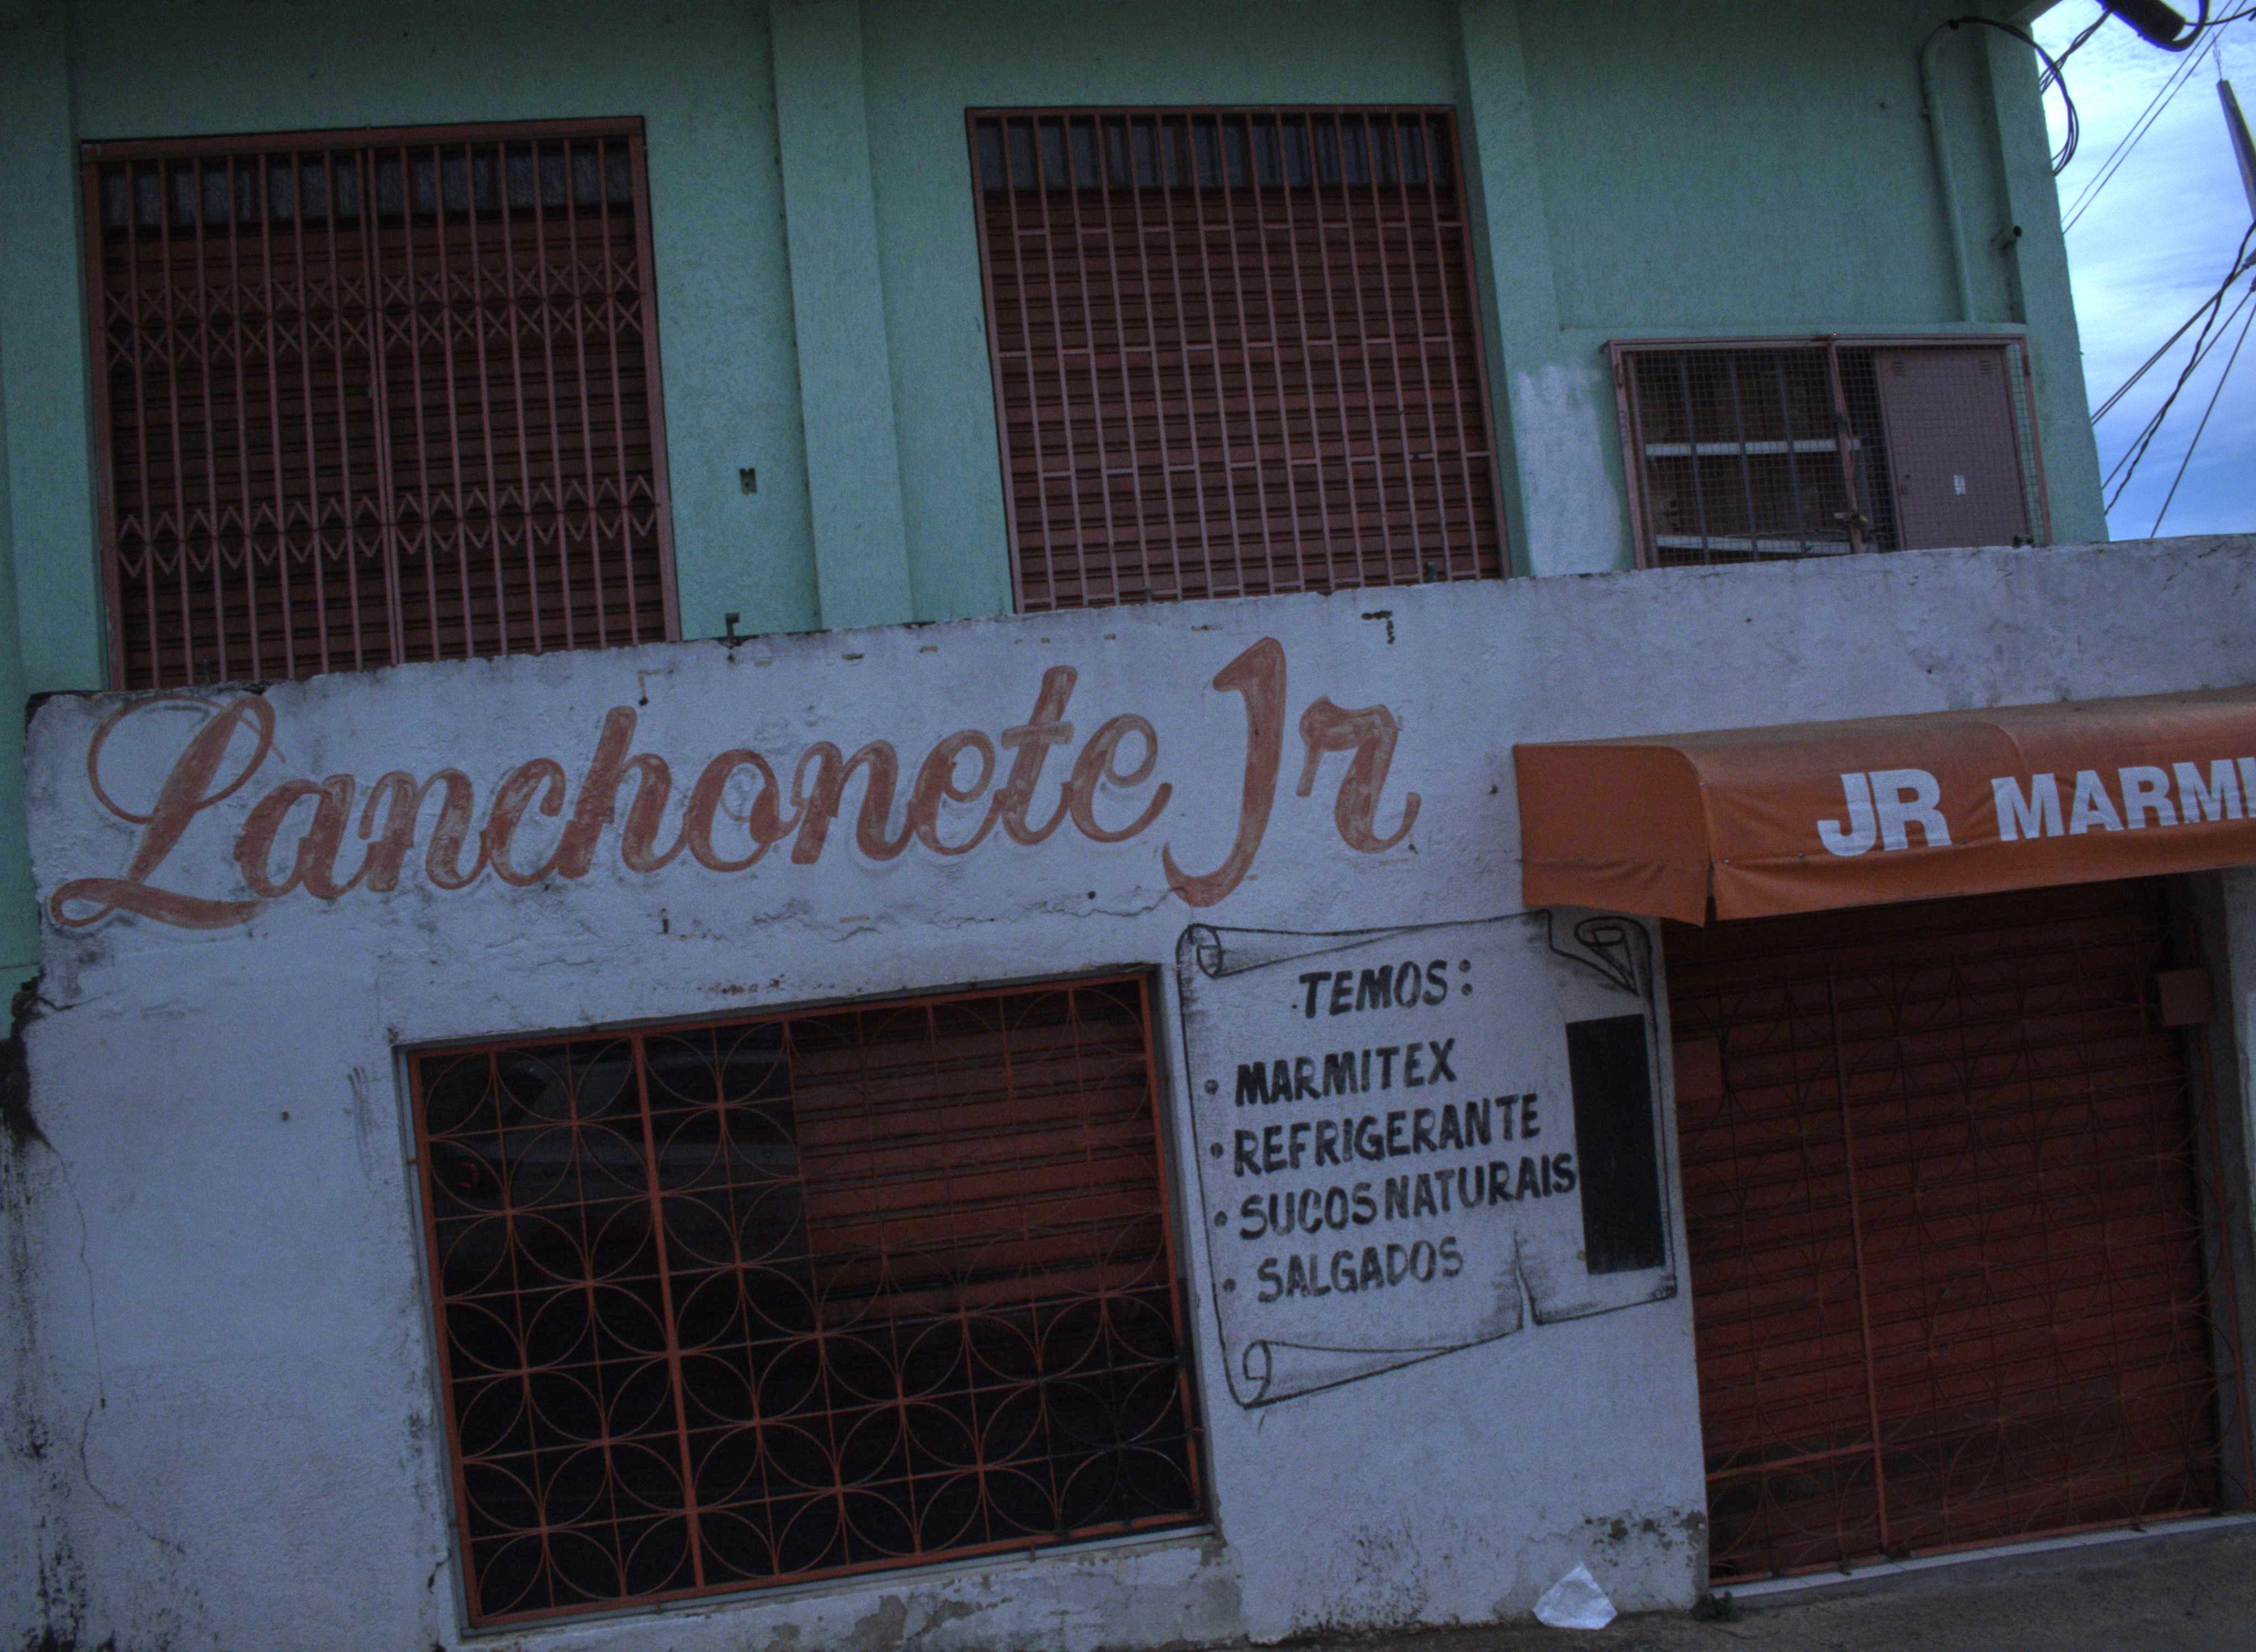 Lanchonete Jr
JR MARMI
TEMOS:
• MARMITEX
• REFRIGERANTE
• SUCOS NATURAIS
• SALGADOS